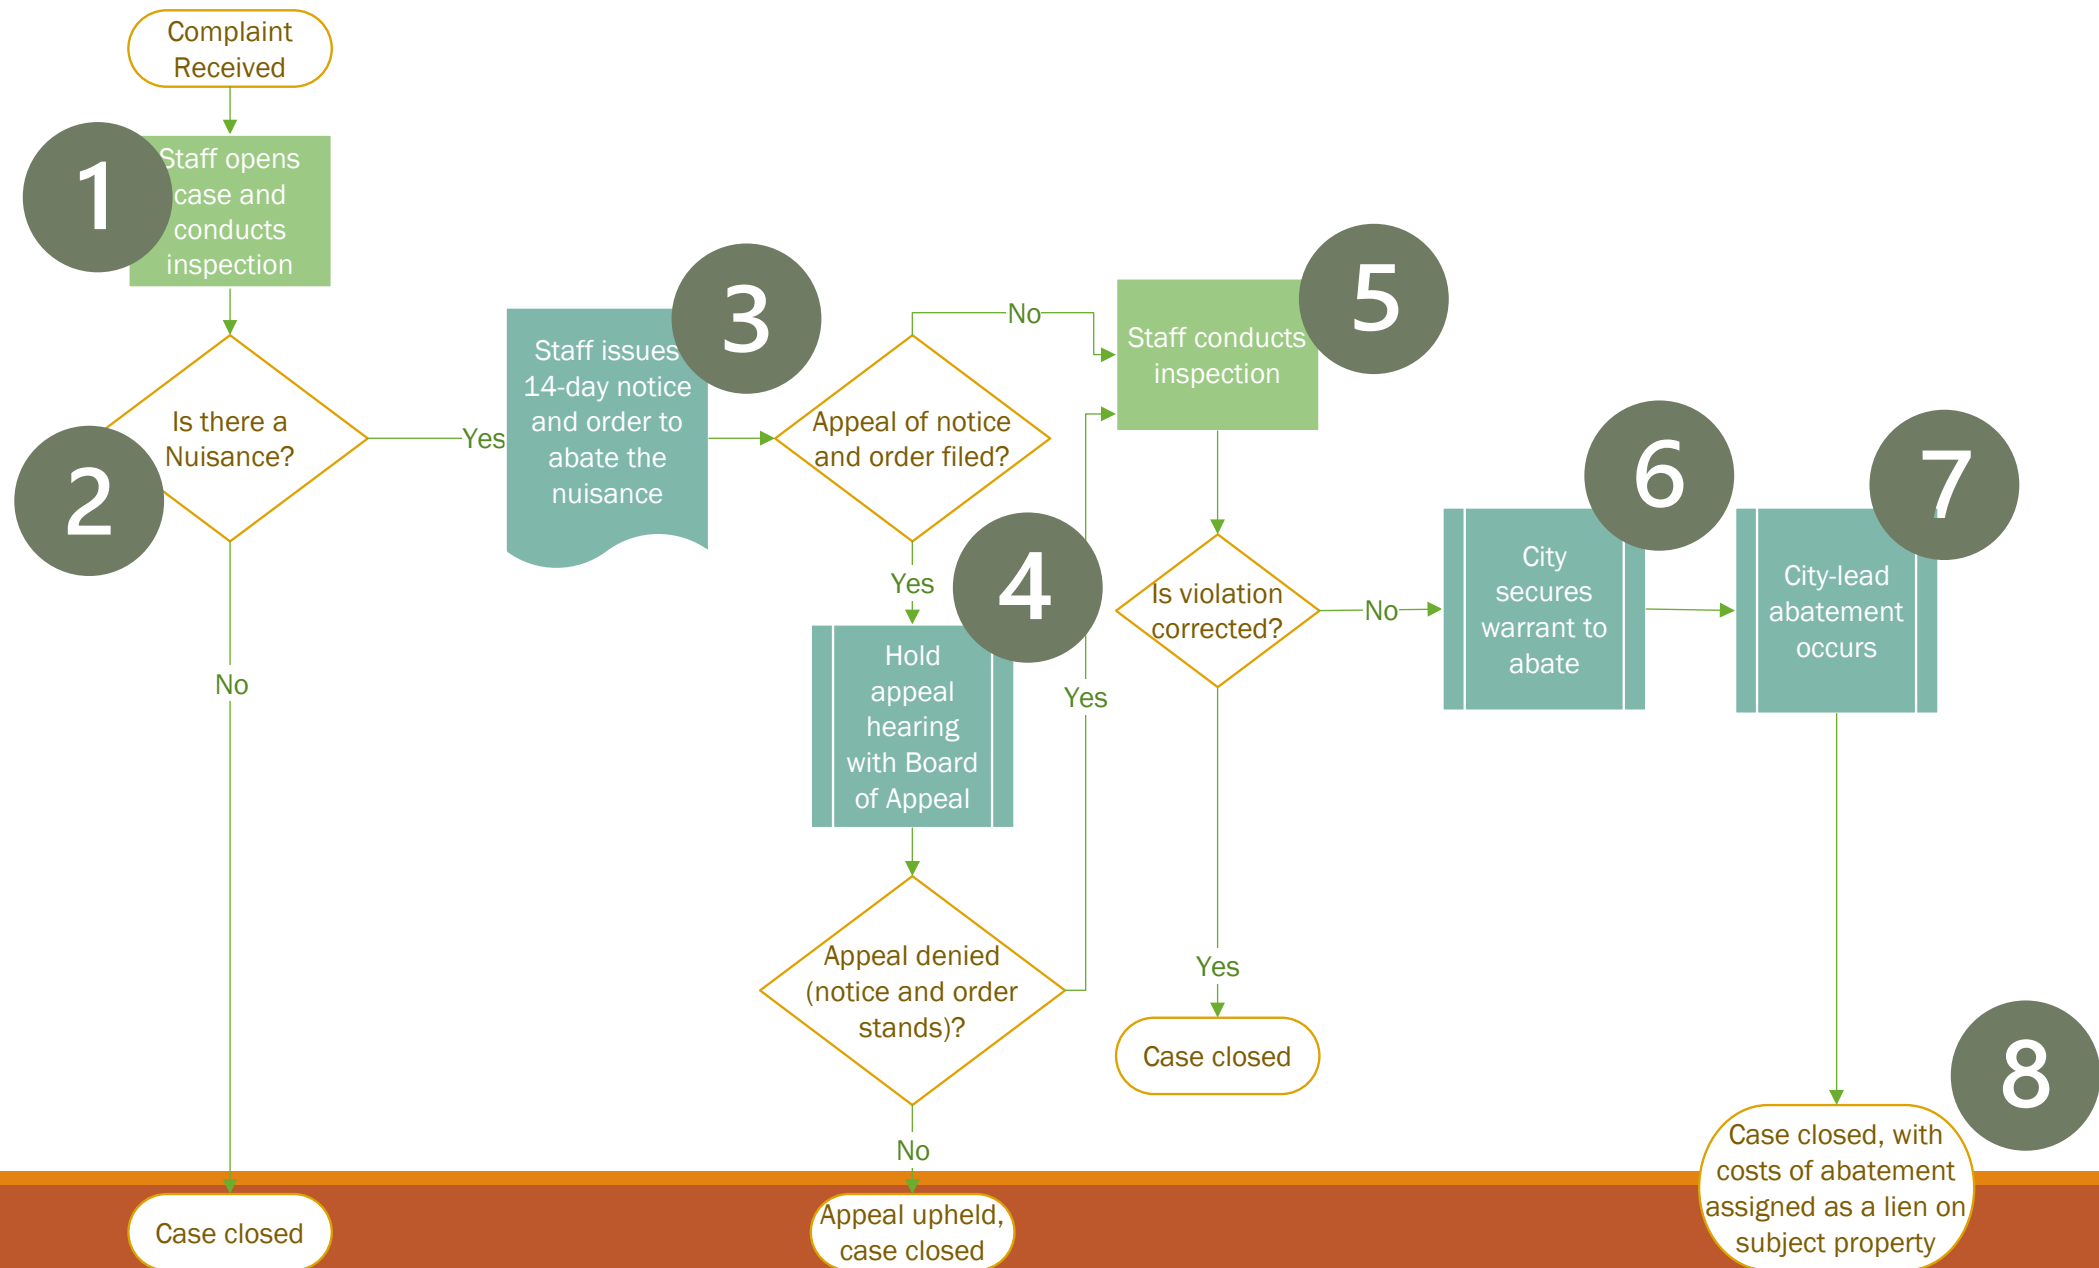 Complaint
Received
1
Staff opens
case and
conducts
inspection
2
Is there a
Nuisance?
Yes
No
Case closed
3
Staff issues
14-day notice
and order to
abate the
nuisance
Appeal of notice
and order filed?
No
Yes
4
Hold
appeal
hearing
with Board
of Appeal
Appeal denied
(notice and order
stands)?
Yes
No
Appeal upheld,
case closed
5
Staff conducts
inspection
Is violation
corrected?
No
Yes
Case closed
6
City
secures
warrant to
abate
7
City-lead
abatement
occurs
8
Case closed, with
costs of abatement
assigned as a lien on
subject property